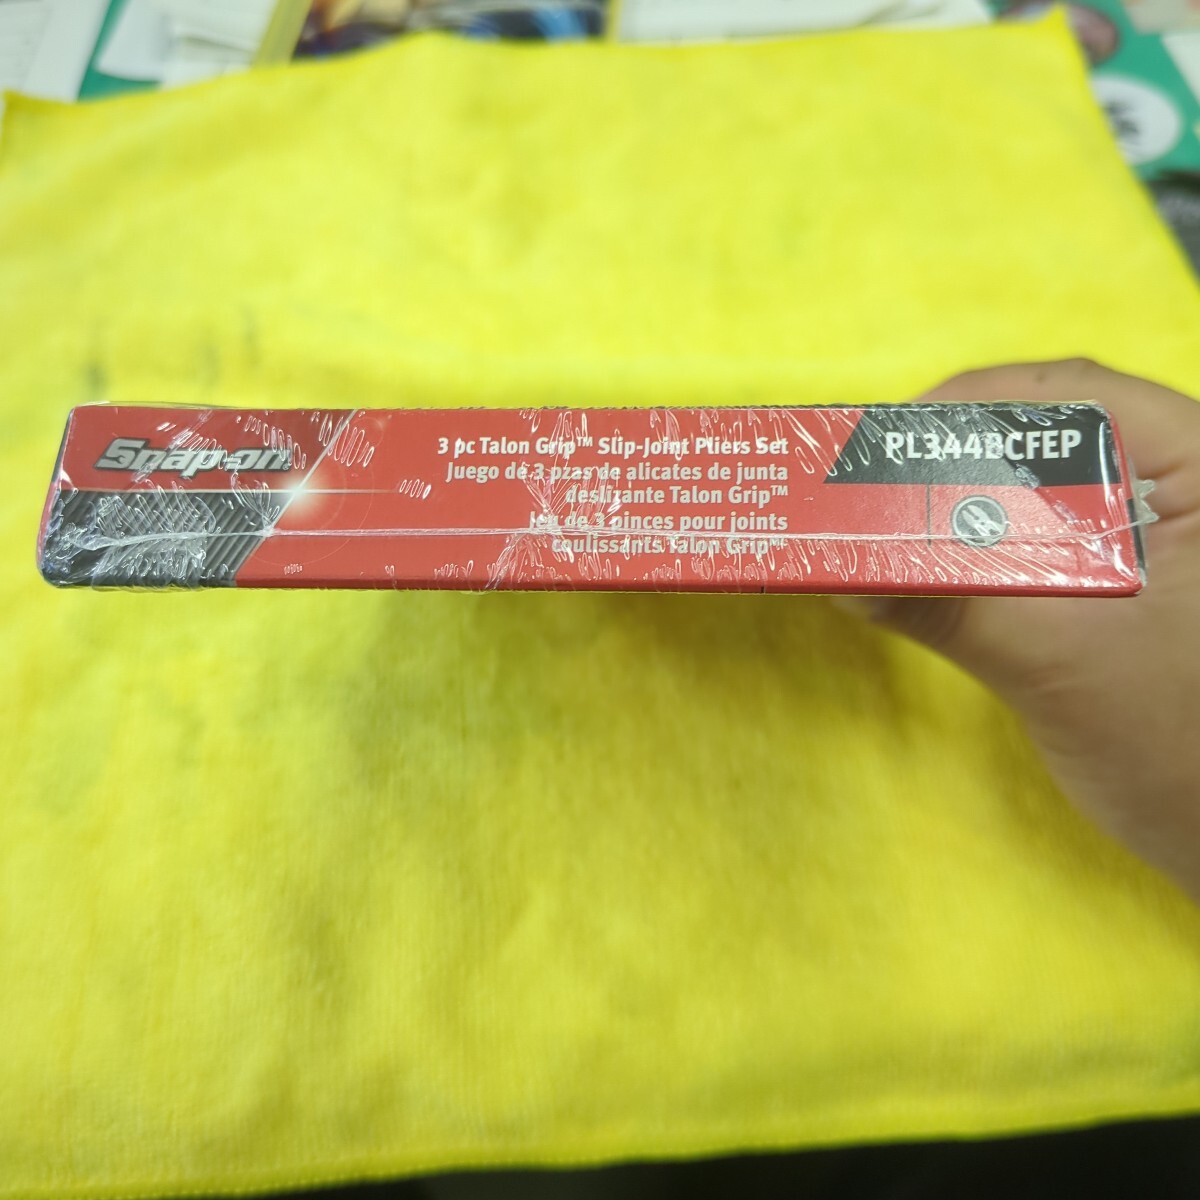 Snap-on
3 pc Talon Grip™ Slip-Joint Pliers Set
Juego de 3 pzas de alicates de junta
deslizante Talon Grip™
Jeu de 3 pinces pour joints
coulissants Talon Grip™
PL344BCFEP